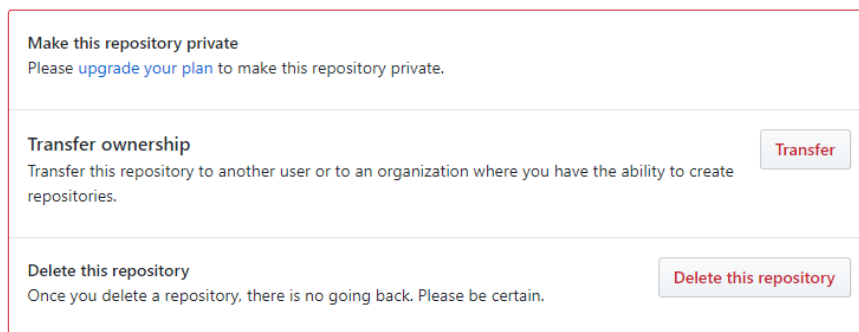 Make this repository private
Please upgrade your plan to make this repository private.
Transfer ownership
Transfer
Transfer this repository to another user or to an organization where you have the ability to create
repositories.
Delete this repository
Delete this repository
Once you delete a repository, there is no going back. Please be certain.